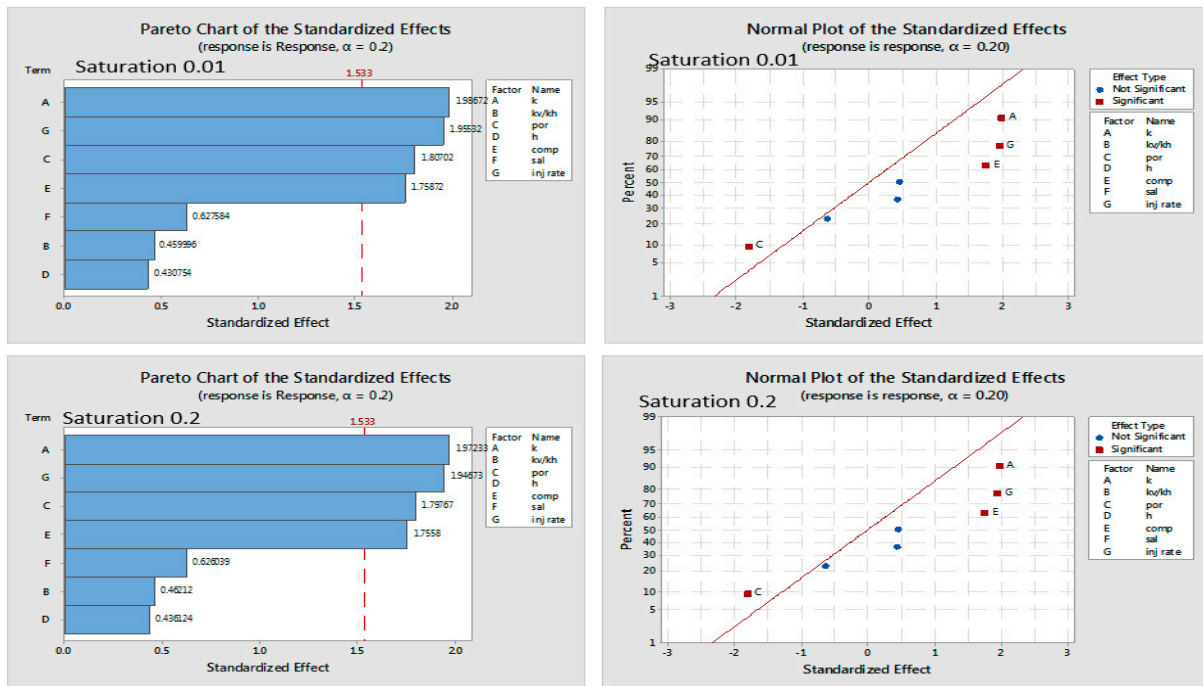 Pareto Chart of the Standardized Effects
(response is Response, α = 0.2)
Term
Saturation 0.01
1.533
A
G
C
E
F
B
D
1.98672
1.95532
1.80702
1.75872
0.627584
0.459996
0.430754
Factor Name
A k
B kv/kh
C por
D h
E comp
F sal
G inj rate
0.0 0.5 1.0 1.5 2.0
Standardized Effect
Normal Plot of the Standardized Effects
(response is response, α = 0.20)
Saturation 0.01
Percent
99
95
90
80
70
60
50
40
30
20
10
5
1
A
G
E
C
-3 -2 -1 0 1 2 3
Standardized Effect
Effect Type
Not Significant
Significant
Factor Name
A k
B kv/kh
C por
D h
E comp
F sal
G inj rate
Pareto Chart of the Standardized Effects
(response is Response, α = 0.2)
Term
Saturation 0.2
1.533
A
G
C
E
F
B
D
1.97233
1.94673
1.79767
1.7558
0.626039
0.46212
0.436124
Factor Name
A k
B kv/kh
C por
D h
E comp
F sal
G inj rate
0.0 0.5 1.0 1.5 2.0
Standardized Effect
Normal Plot of the Standardized Effects
(response is response, α = 0.20)
Saturation 0.2
Percent
99
95
90
80
70
60
50
40
30
20
10
5
1
A
G
E
C
-3 -2 -1 0 1 2 3
Standardized Effect
Effect Type
Not Significant
Significant
Factor Name
A k
B kv/kh
C por
D h
E comp
F sal
G inj rate